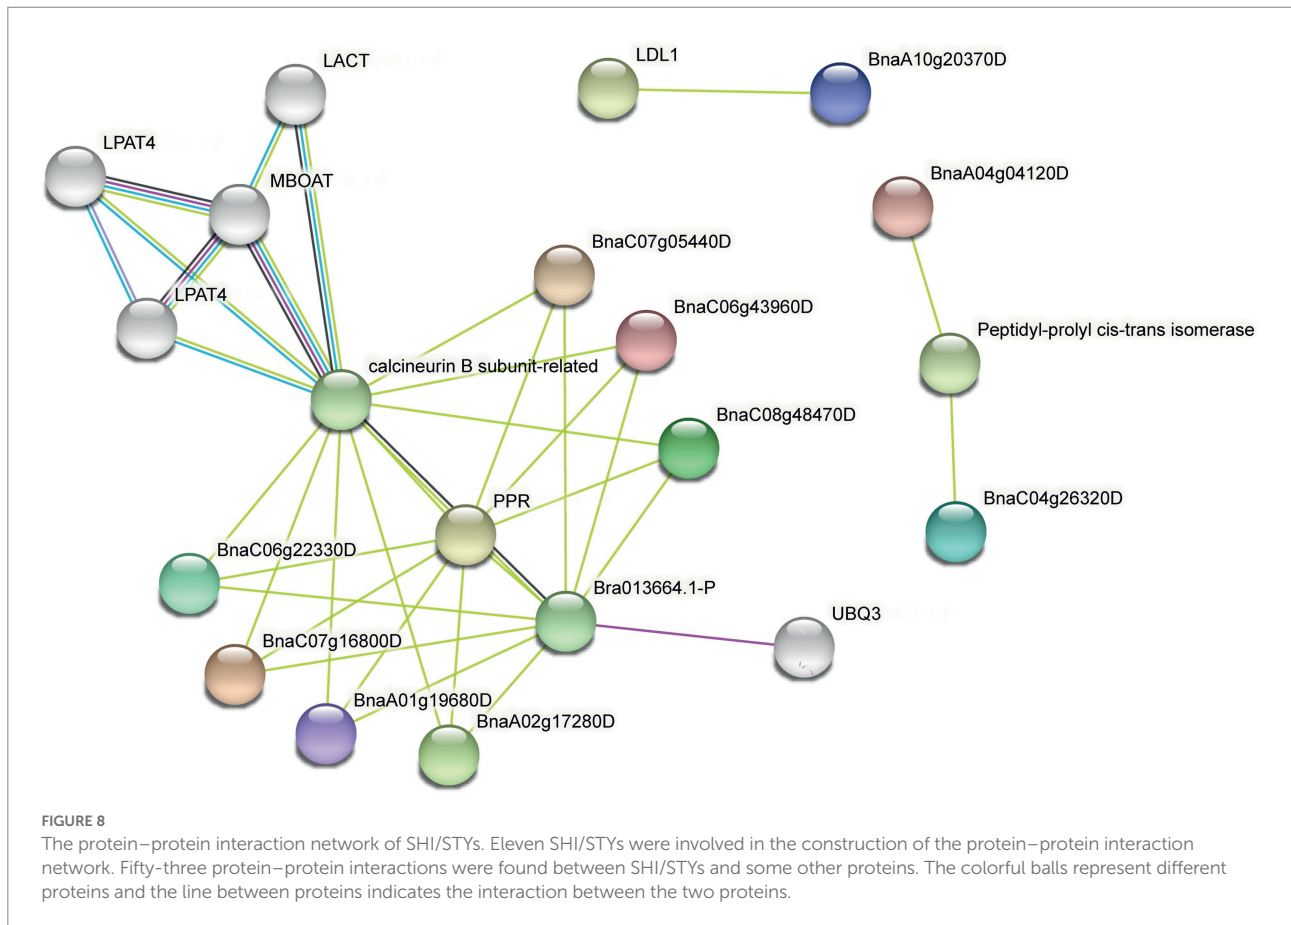 LACT
LDL1
BnaA10g20370D
LPAT4
MBOAT
BnaA04g04120D
BnaC07g05440D
LPAT4
BnaC06g43960D
Peptidyl-prolyl cis-trans isomerase
calcineurin B subunit-related
BnaC08g48470D
PPR
BnaC04g26320D
BnaC06g22330D
Bra013664.1-P
UBQ3
BnaC07g16800D
BnaA01g19680D
BnaA02g17280D
FIGURE 8
The protein–protein interaction network of SHI/STYs. Eleven SHI/STYs were involved in the construction of the protein–protein interaction
network. Fifty-three protein–protein interactions were found between SHI/STYs and some other proteins. The colorful balls represent different
proteins and the line between proteins indicates the interaction between the two proteins.